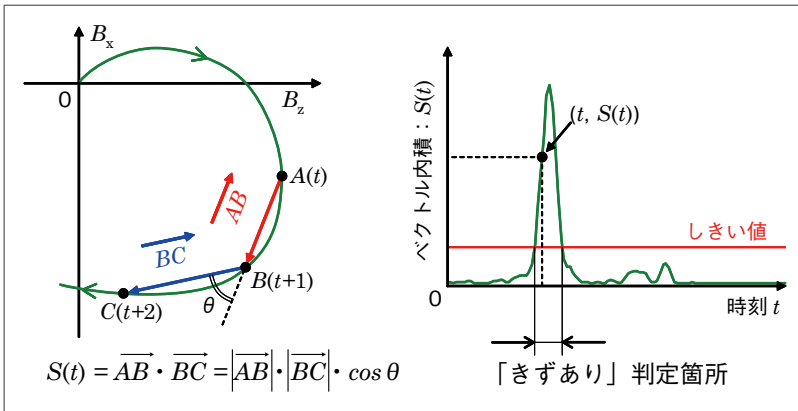 Bx
0
Bz
A(t)
AB
BC
B(t+1)
C(t+2)
θ
S(t) = AB · BC = |AB| · |BC| · cos θ
ベクトル内積：S(t)
(t, S(t))
しきい値
0
時刻 t
「きずあり」判定箇所